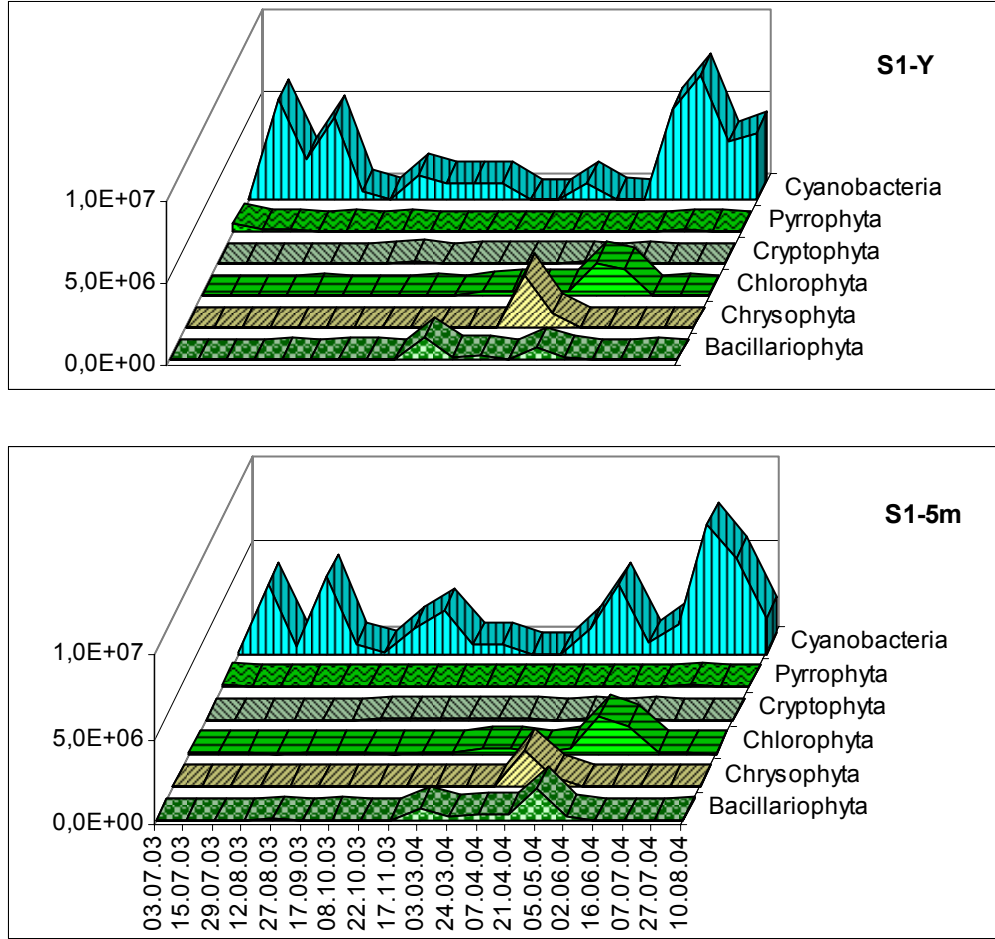 S1-Y
1,0E+07
5,0E+06
0,0E+00
Cyanobacteria
Pyrrophyta
Cryptophyta
Chlorophyta
Chrysophyta
Bacillariophyta
S1-5m
1,0E+07
5,0E+06
0,0E+00
Cyanobacteria
Pyrrophyta
Cryptophyta
Chlorophyta
Chrysophyta
Bacillariophyta
03.07.03
15.07.03
29.07.03
12.08.03
27.08.03
17.09.03
08.10.03
22.10.03
17.11.03
03.03.04
24.03.04
07.04.04
21.04.04
05.05.04
02.06.04
16.06.04
07.07.04
27.07.04
10.08.04